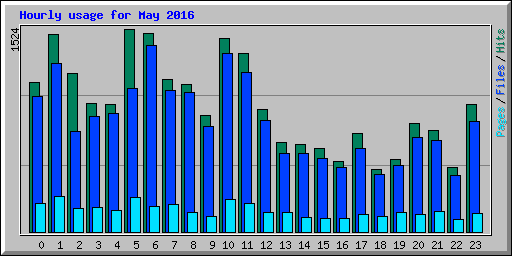 Hourly usage for May 2016
1524
Pages/Files/Hits
0 1 2 3 4 5 6 7 8 9 10 11 12 13 14 15 16 17 18 19 20 21 22 23